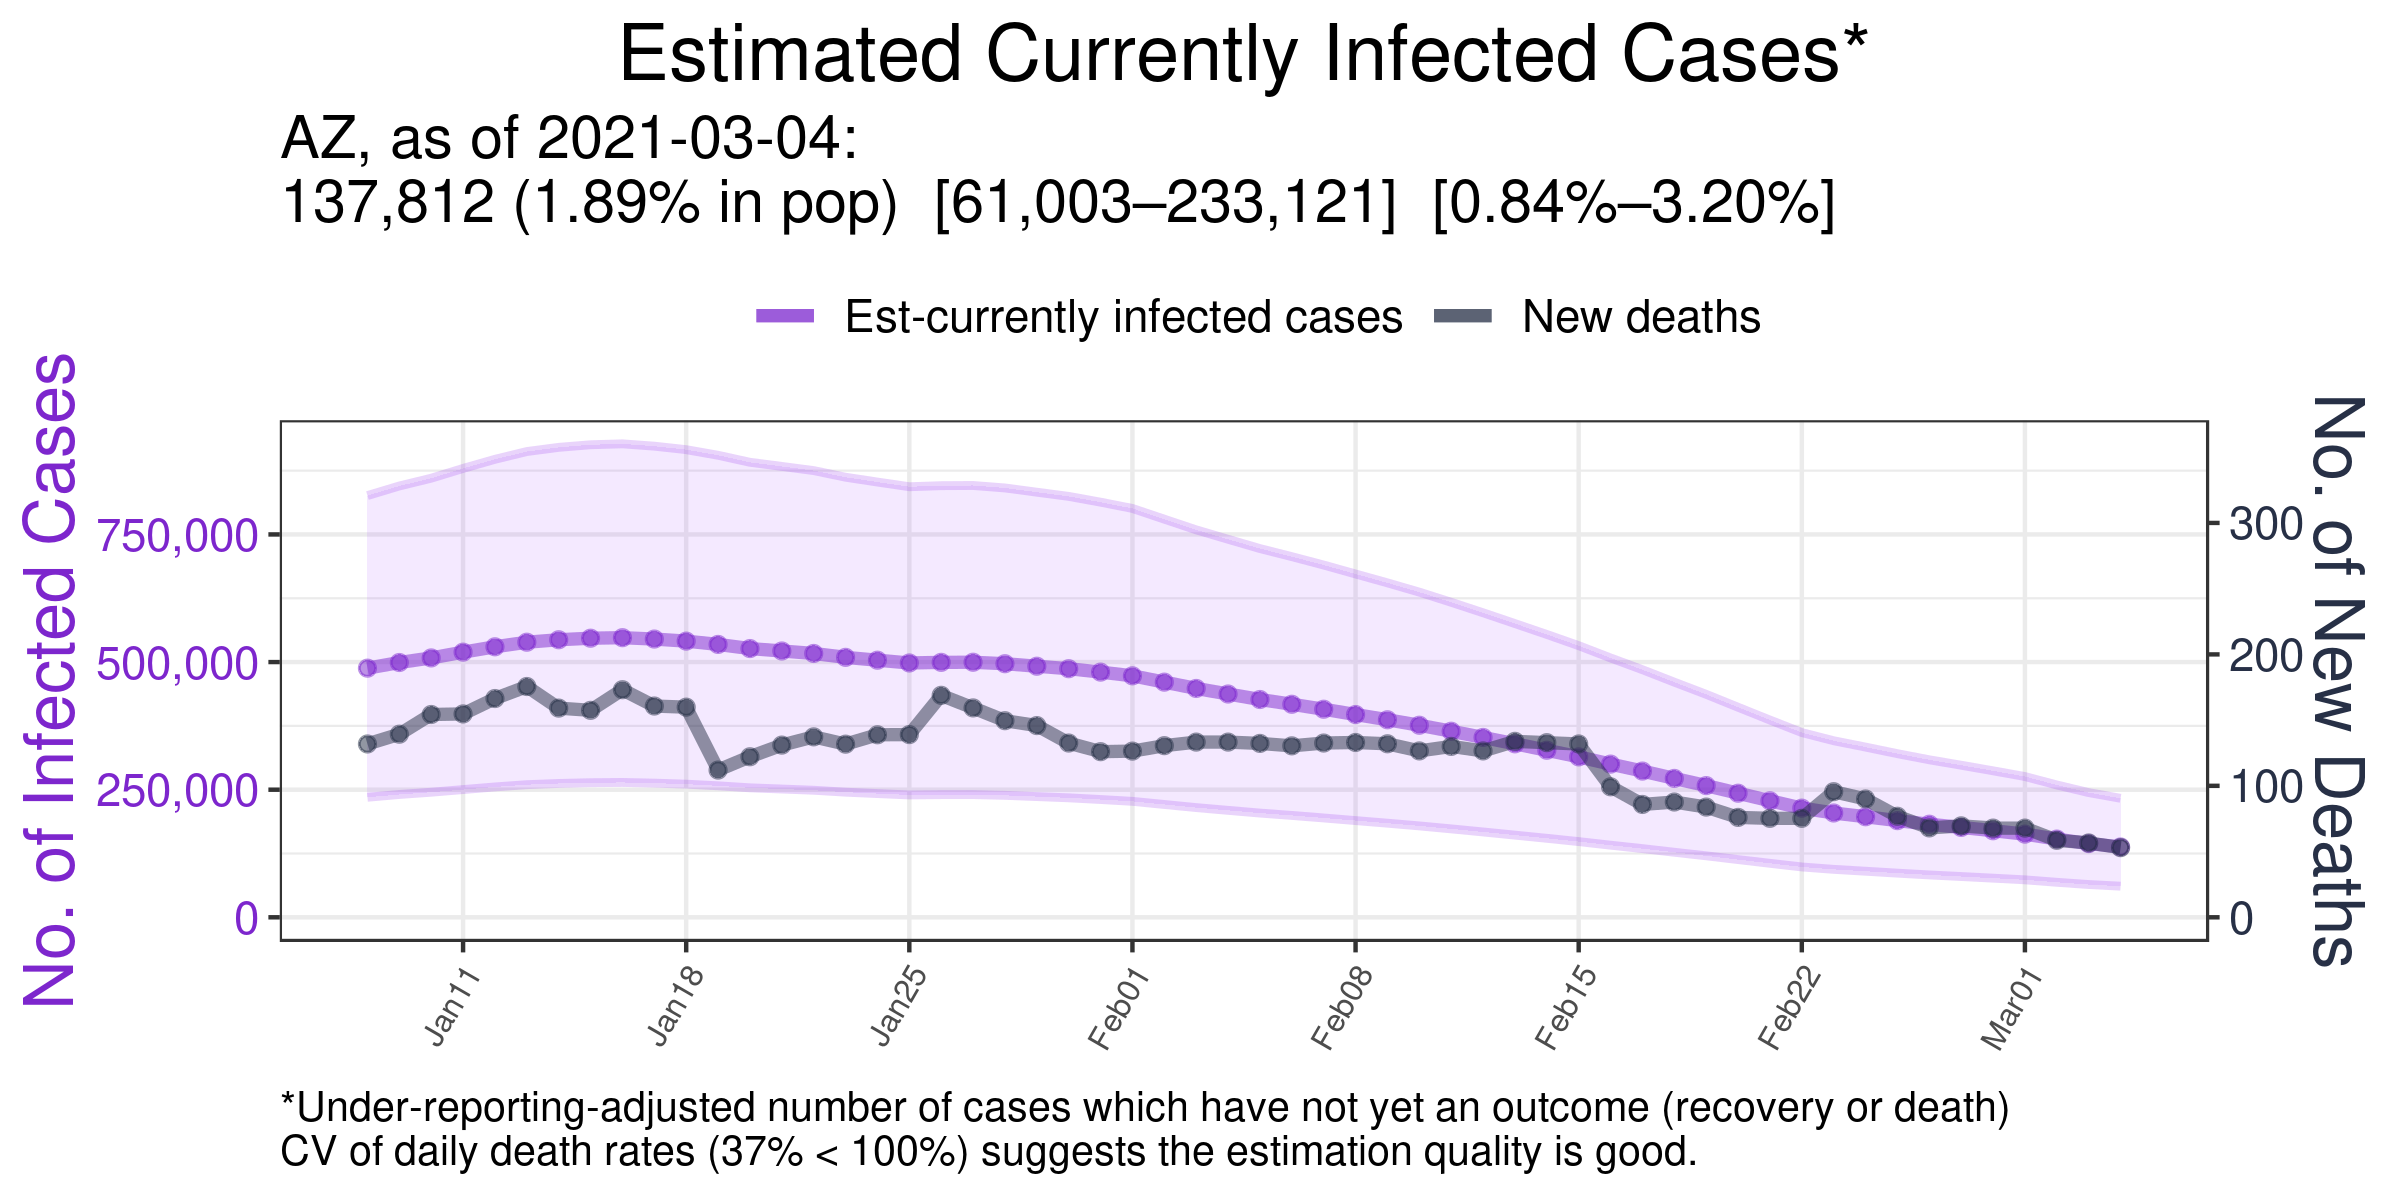 Estimated Currently Infected Cases*
AZ, as of 2021-03-04:
137,812 (1.89% in pop)  [61,003–233,121]  [0.84%–3.20%]
Est-currently infected cases
New deaths
No. of Infected Cases
750,000
500,000
250,000
0
300
200
100
0
No. of New Deaths
Jan11
Jan18
Jan25
Feb01
Feb08
Feb15
Feb22
Mar01
*Under-reporting-adjusted number of cases which have not yet an outcome (recovery or death)
CV of daily death rates (37% < 100%) suggests the estimation quality is good.